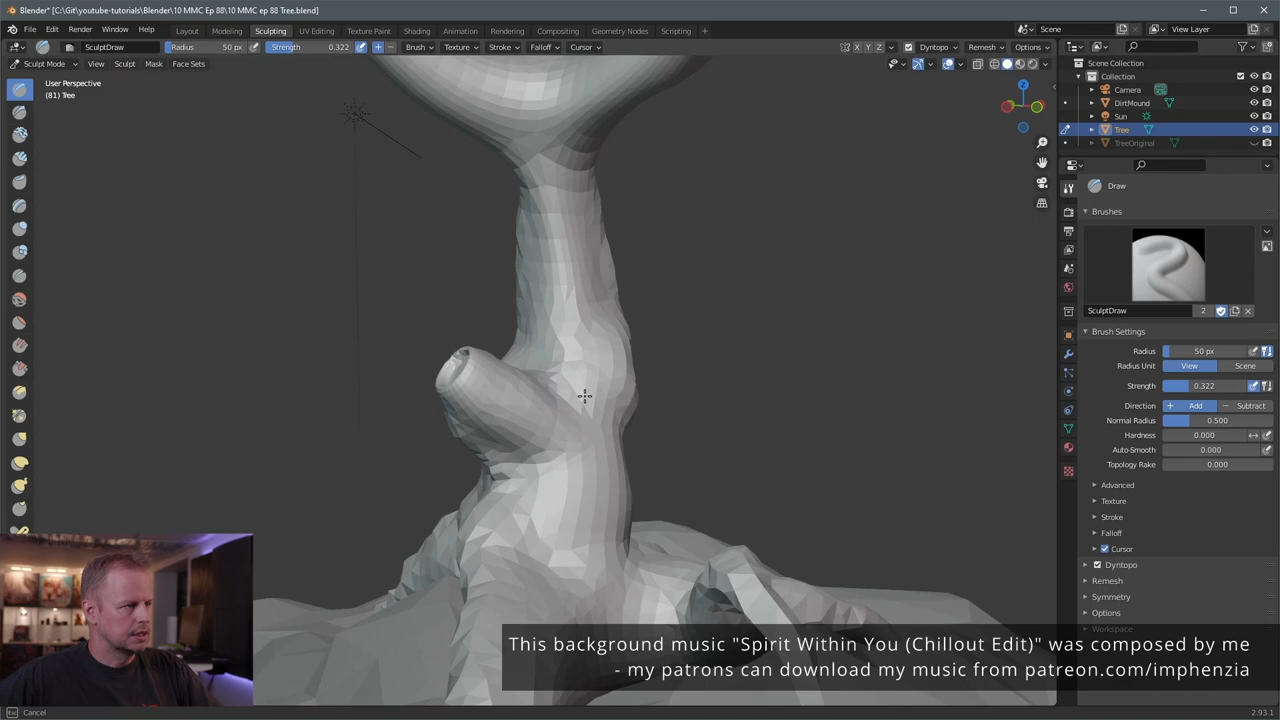 Blender* [C:\Git\youtube-tutorials\Blender\10 MMC Ep 88\10 MMC ep 88 Tree.blend]
File Edit Render Window Help Layout Modeling Sculpting UV Editing Texture Paint Shading Animation Rendering Compositing Geometry Nodes Scripting + Scene View Layer
SculptDraw Radius 50 px Strength 0.322 + − Brush Texture Stroke Falloff Cursor X Y Z Dyntopo Remesh Options
Sculpt Mode View Sculpt Mask Face Sets
User Perspective
(81) Tree
Z
Scene Collection
Collection
Camera
DirtMound
Sun
Tree
TreeOriginal
Draw
Brushes
SculptDraw 2
Brush Settings
Radius 50 px
Radius Unit View Scene
Strength 0.322
Direction + Add − Subtract
Normal Radius 0.500
Hardness 0.000
Auto-Smooth 0.000
Topology Rake 0.000
Advanced
Texture
Stroke
Falloff
Cursor
Dyntopo
Remesh
Symmetry
Options
Workspace
This background music "Spirit Within You (Chillout Edit)" was composed by me
- my patrons can download my music from patreon.com/imphenzia
Esc Cancel
2.93.1